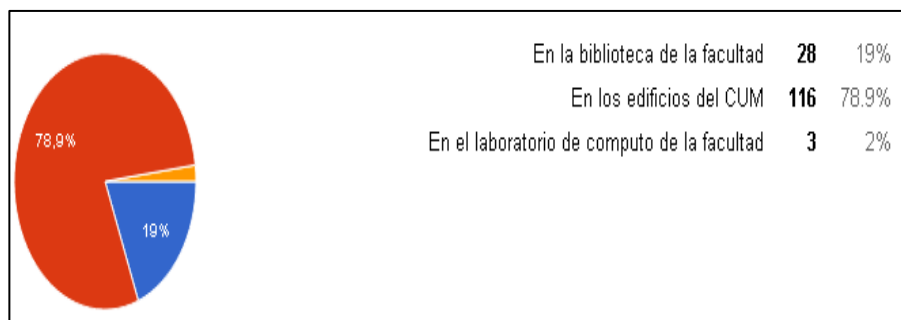 En la biblioteca de la facultad 28 19%
En los edificios del CUM 116 78.9%
En el laboratorio de computo de la facultad 3 2%
78,9%
19%